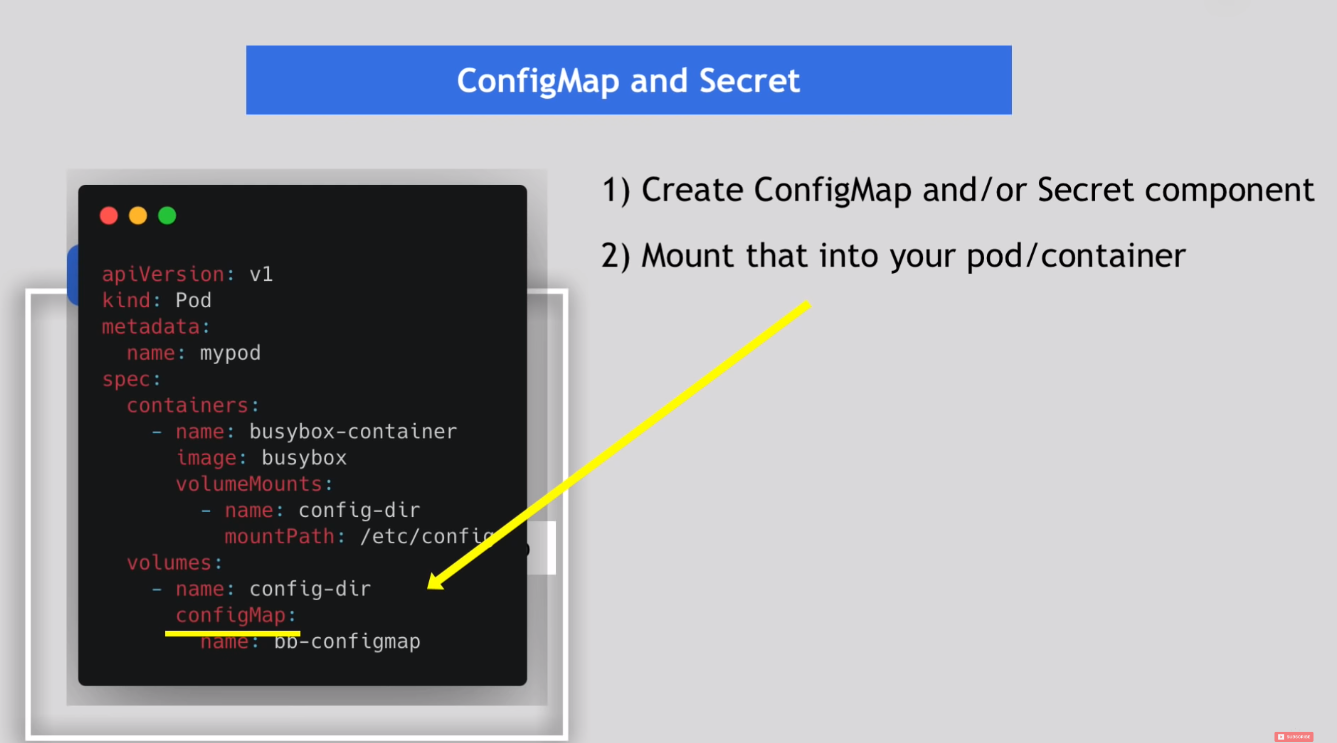 ConfigMap and Secret
1) Create ConfigMap and/or Secret component
2) Mount that into your pod/container
apiVersion: v1
kind: Pod
metadata:
  name: mypod
spec:
  containers:
    - name: busybox-container
      image: busybox
      volumeMounts:
        - name: config-dir
          mountPath: /etc/config
  volumes:
    - name: config-dir
      configMap:
        name: bb-configmap
SUBSCRIBE